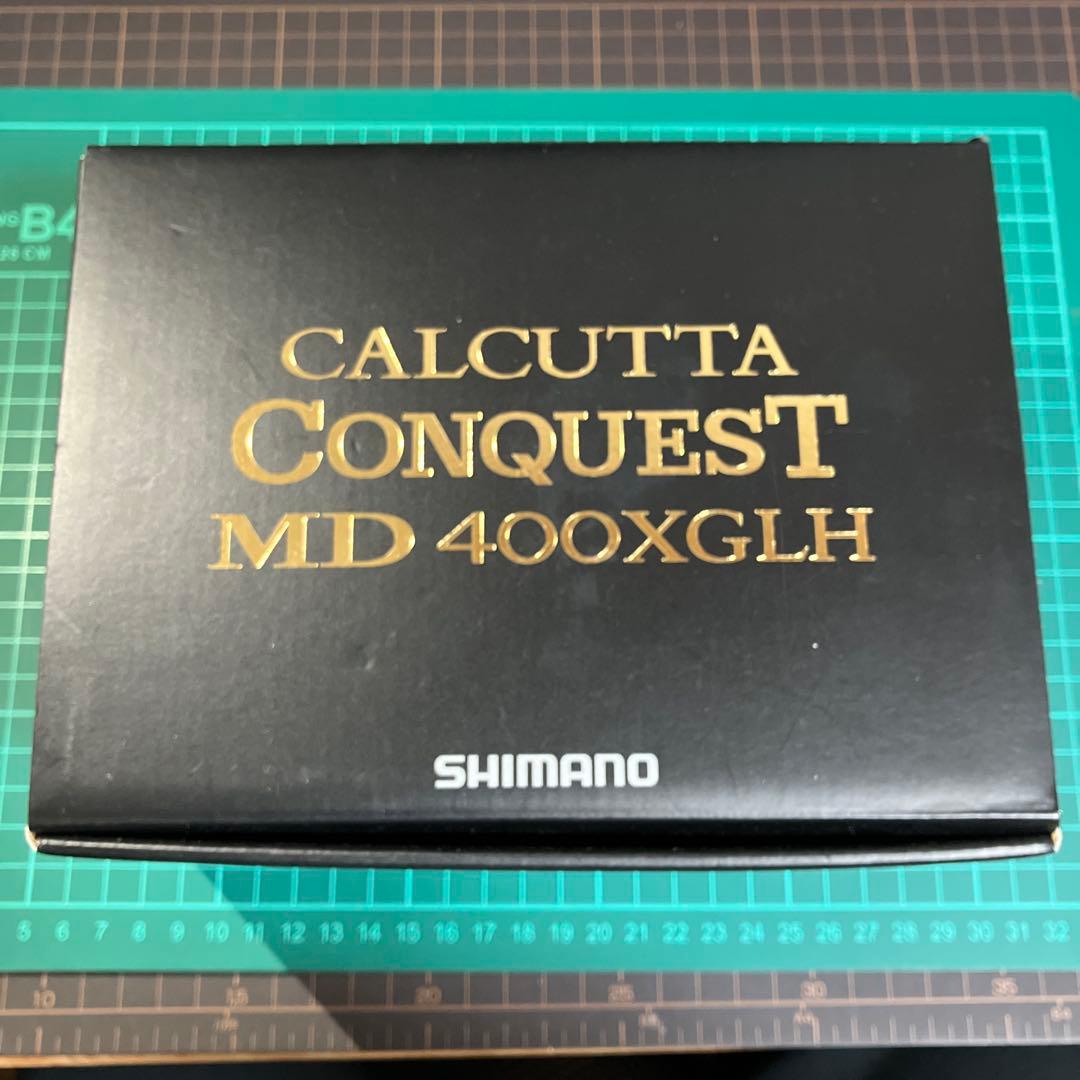 B4
CALCUTTA
CONQUEST
MD 400XGLH
SHIMANO
5 6 7 8 9 10 11 12 13 14 15 16 17 18 19 20 21 22 23 24 25 26 27 28 29 30 31 32
10 15 20 25 30 35